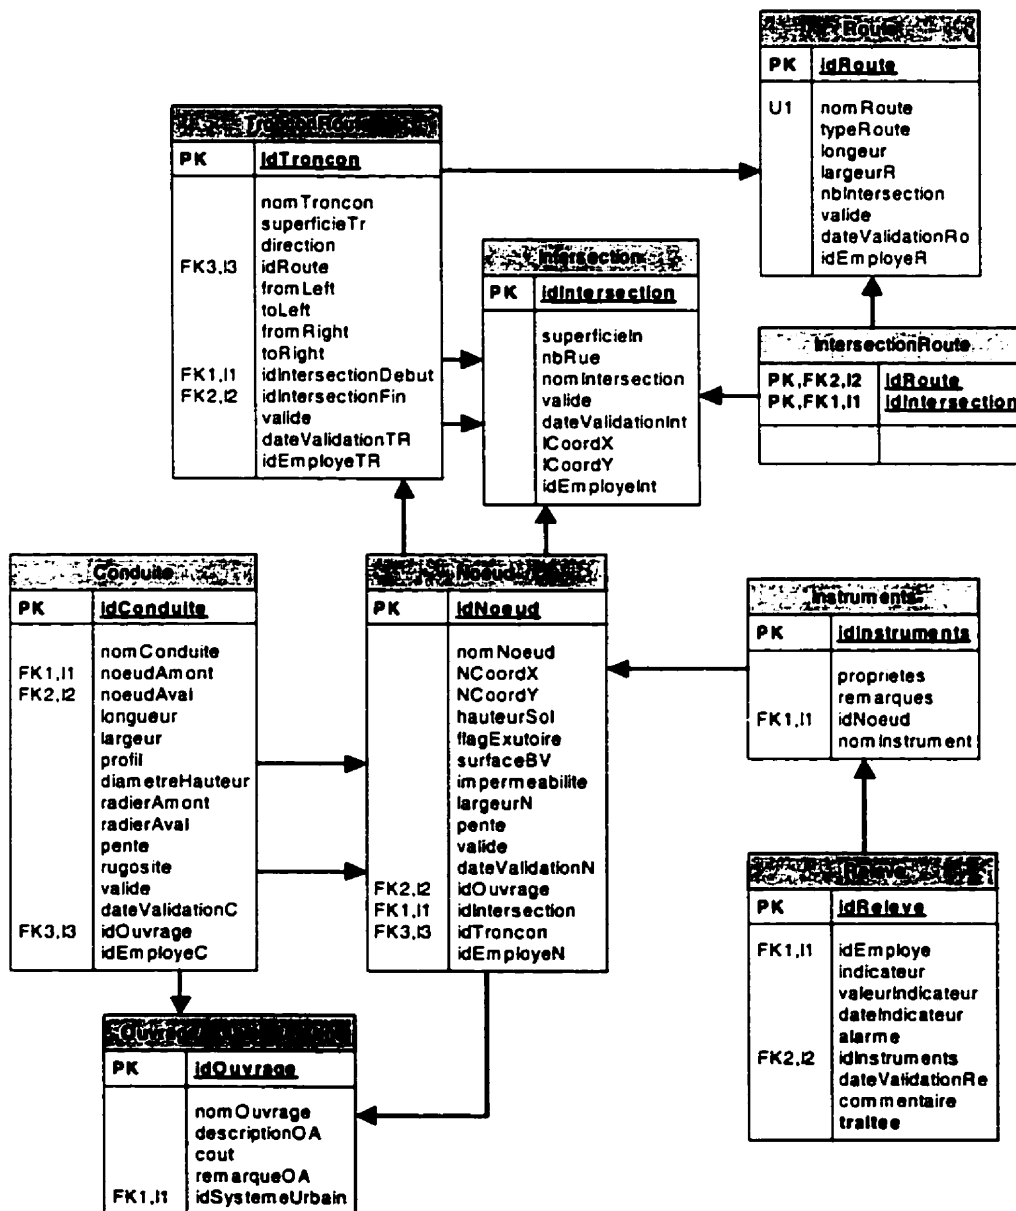 Route
PK idRoute
U1 nomRoute
typeRoute
longeur
largeurR
nbIntersection
valide
dateValidationRo
idEmployeR
PK idTroncon
nomTroncon
superficieTr
direction
FK3,I3 idRoute
fromLeft
toLeft
fromRight
toRight
FK1,I1 idIntersectionDebut
FK2,I2 idIntersectionFin
valide
dateValidationTR
idEmployeTR
Intersection
PK idIntersection
superficieIn
nbRue
nomIntersection
valide
dateValidationInt
ICoordX
ICoordY
idEmployeInt
IntersectionRoute
PK,FK2,I2 idRoute
PK,FK1,I1 idIntersection
Conduite
PK idConduite
nomConduite
FK1,I1 noeudAmont
FK2,I2 noeudAval
longueur
largeur
profil
diametreHauteur
radierAmont
radierAval
pente
rugosite
valide
dateValidationC
FK3,I3 idOuvrage
idEmployeC
Noeud
PK idNoeud
nomNoeud
NCoordX
NCoordY
hauteurSol
flagExutoire
surfaceBV
impermeabilite
largeurN
pente
valide
dateValidationN
FK2,I2 idOuvrage
FK1,I1 idIntersection
FK3,I3 idTroncon
idEmployeN
Instruments
PK idInstruments
proprietes
remarques
FK1,I1 idNoeud
nomInstrument
Releve
PK idReleve
FK1,I1 idEmploye
indicateur
valeurIndicateur
dateIndicateur
alarme
FK2,I2 idInstruments
dateValidationRe
commentaire
traitee
PK idOuvrage
nomOuvrage
descriptionOA
cout
remarqueOA
FK1,I1 idSystemeUrbain